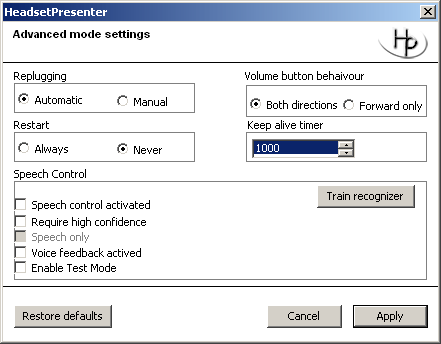 HeadsetPresenter
Advanced mode settings
Hp
Replugging
Automatic Manual
Volume button behaivour
Both directions Forward only
Restart
Always Never
Keep alive timer
1000
Speech Control
Train recognizer
Speech control activated
Require high confidence
Speech only
Voice feedback actived
Enable Test Mode
Restore defaults Cancel Apply